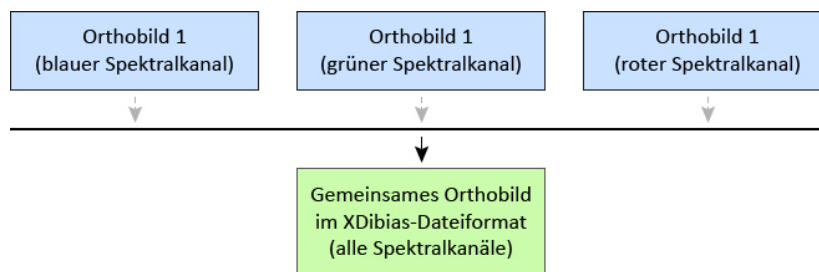 Orthobild 1
(blauer Spektralkanal)
Orthobild 1
(grüner Spektralkanal)
Orthobild 1
(roter Spektralkanal)
Gemeinsames Orthobild
im XDibias-Dateiformat
(alle Spektralkanäle)